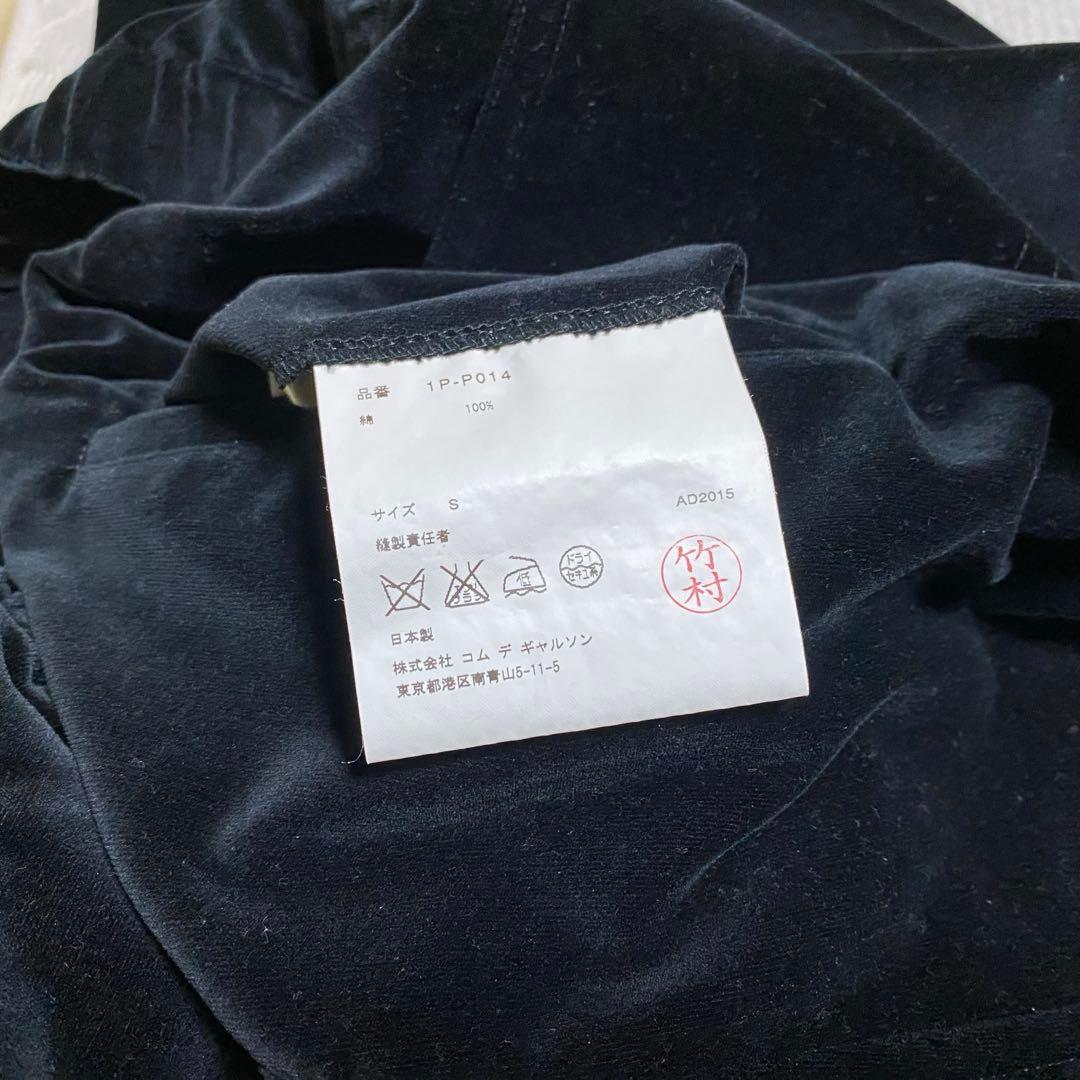 品番 1P-P014
綿 100%
サイズ S AD2015
縫製責任者
竹村
低
ドライ
セキユ系
日本製
株式会社 コム デ ギャルソン
東京都港区南青山5-11-5